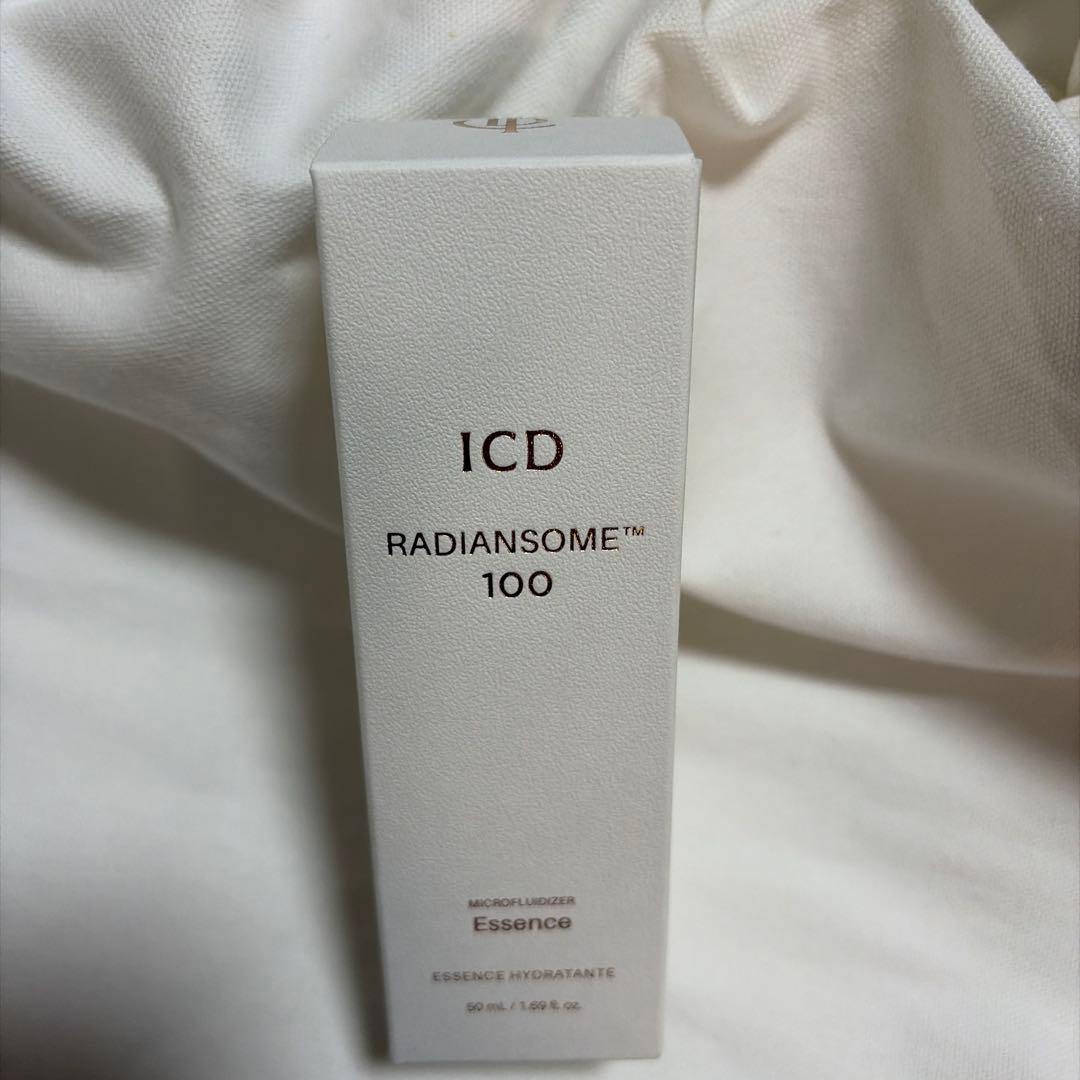 ICD
RADIANSOME™
100
MICROFLUIDIZER
Essence
ESSENCE HYDRATANTE
50 mL / 1.69 fl. oz.